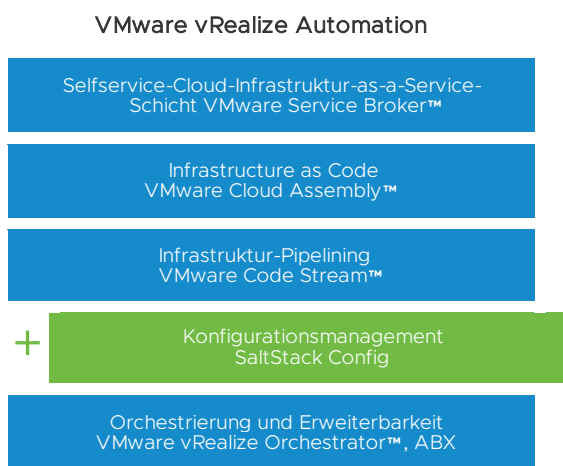 VMware vRealize Automation
Selfservice-Cloud-Infrastruktur-as-a-Service-
Schicht VMware Service Broker™
Infrastructure as Code
VMware Cloud Assembly™
Infrastruktur-Pipelining
VMware Code Stream™
+
Konfigurationsmanagement
SaltStack Config
Orchestrierung und Erweiterbarkeit
VMware vRealize Orchestrator™, ABX